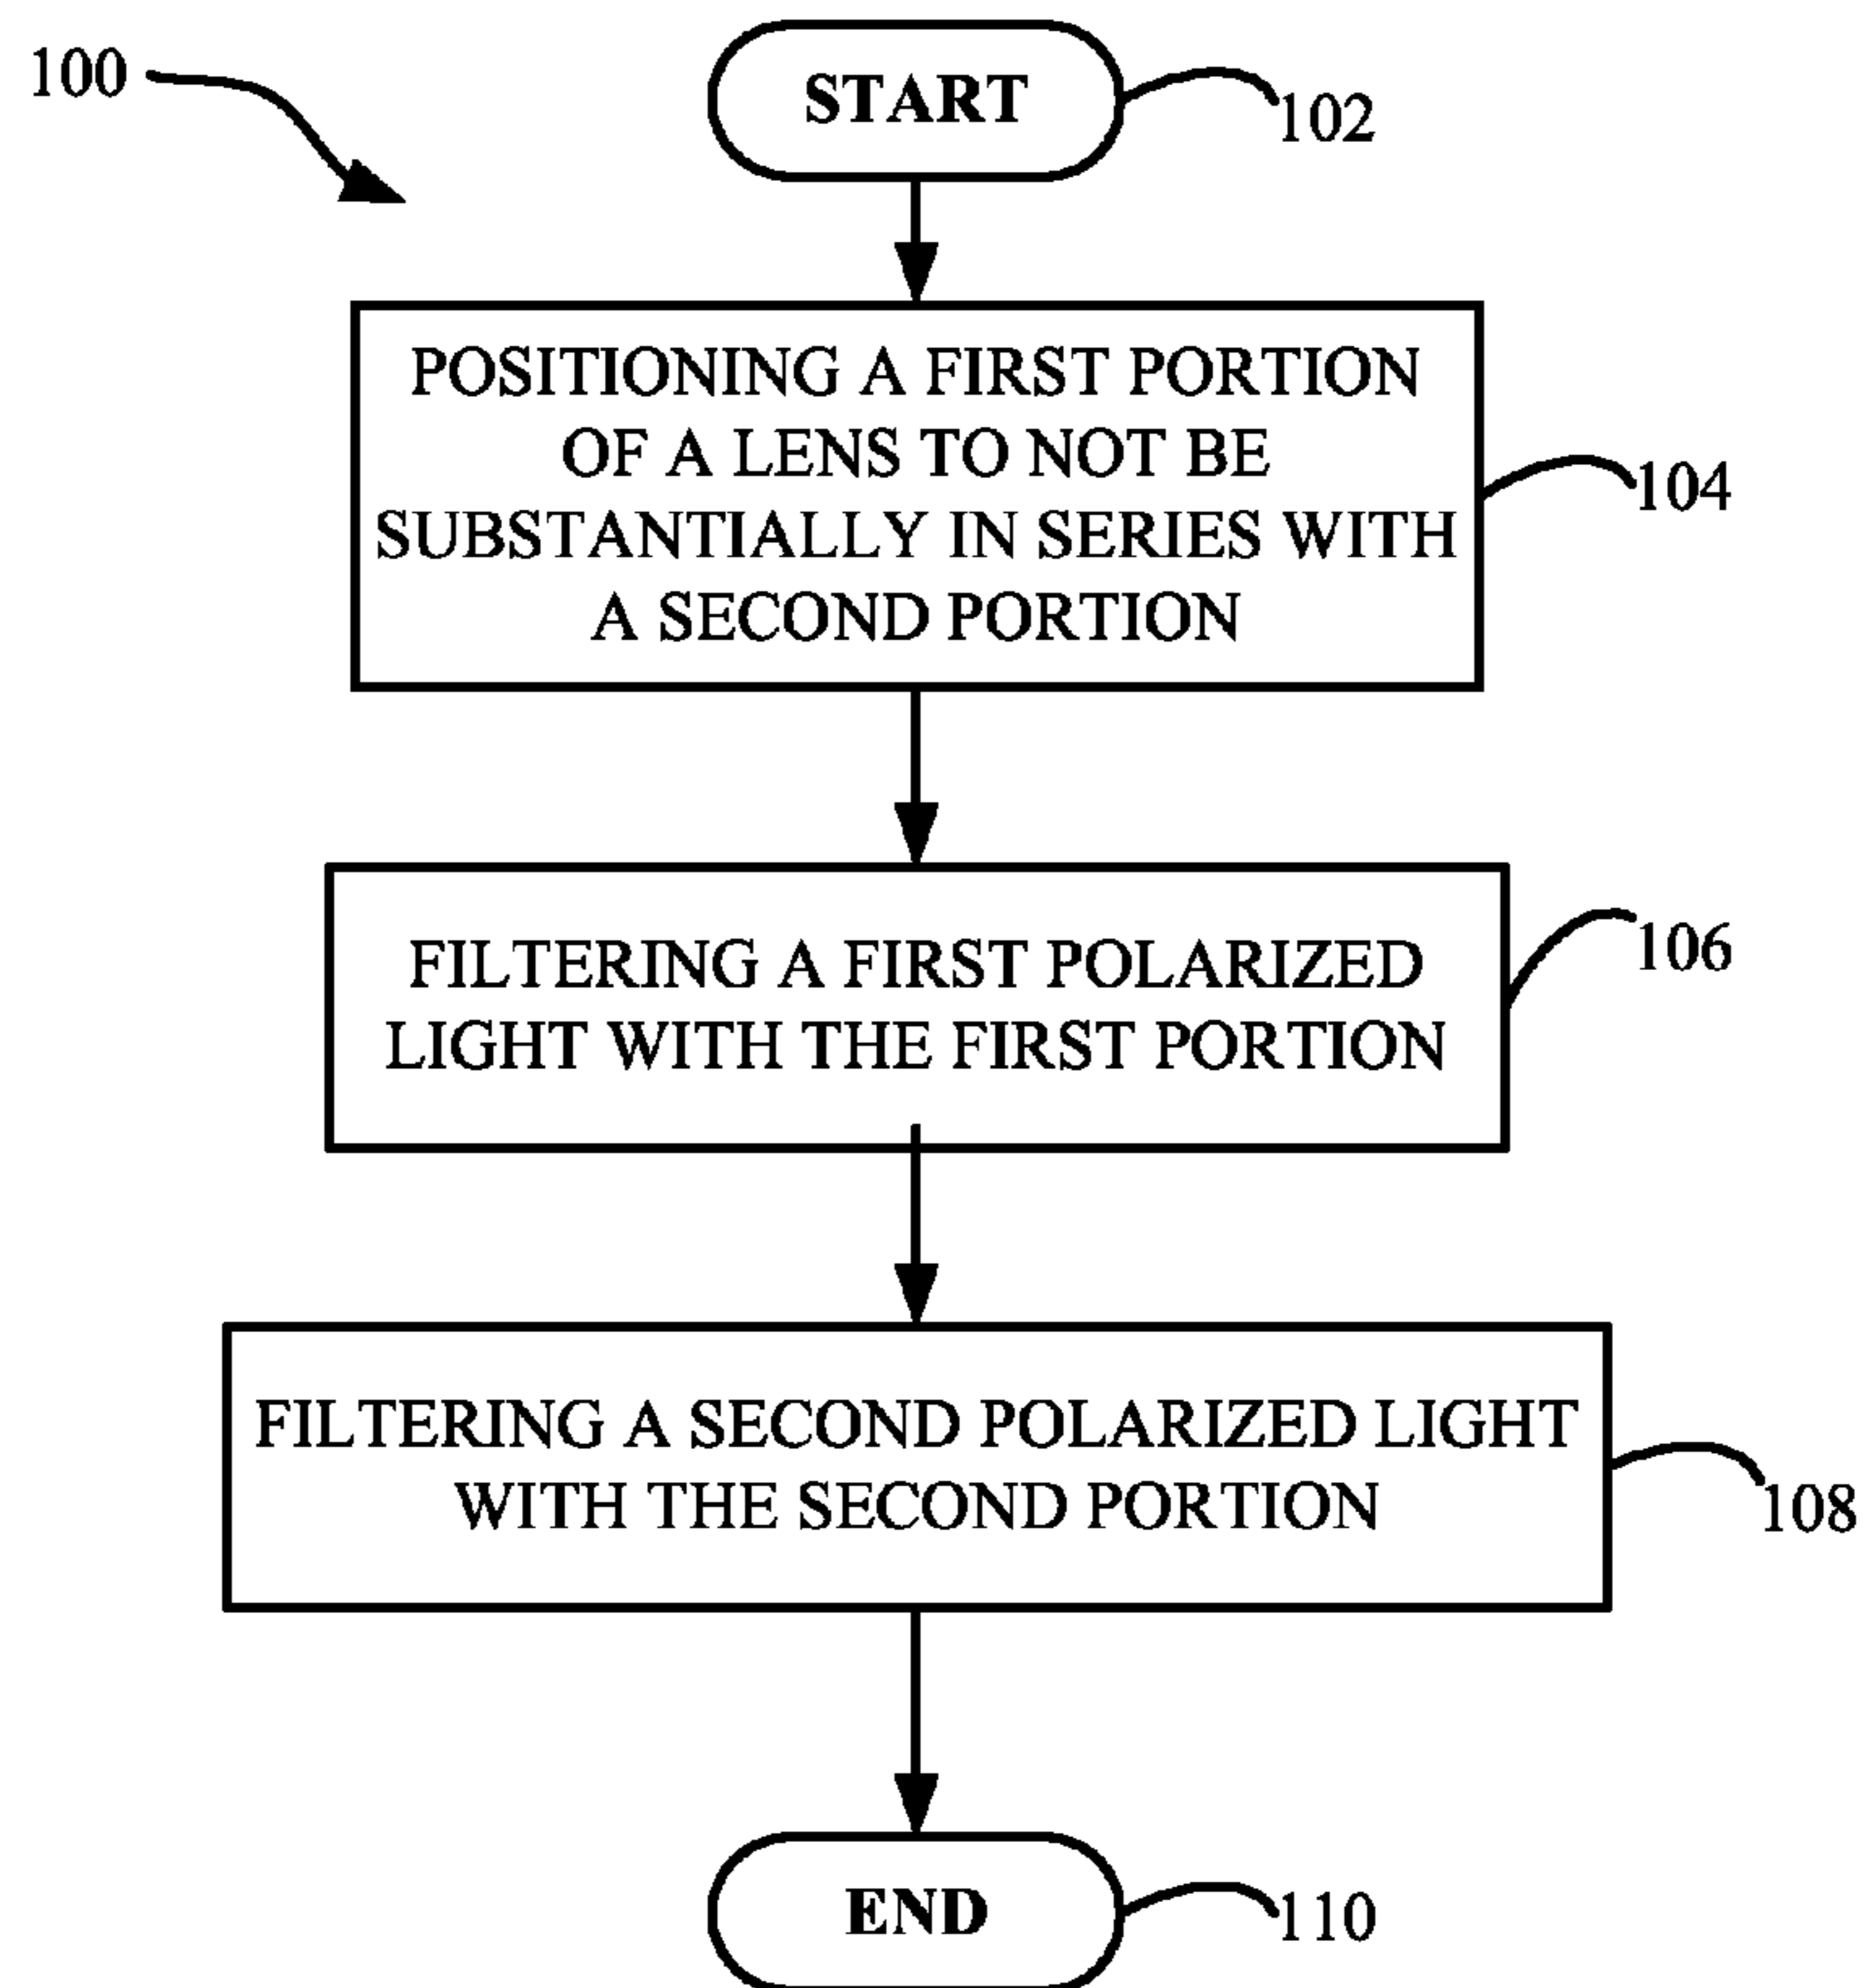 100
START
102
POSITIONING A FIRST PORTION
OF A LENS TO NOT BE
SUBSTANTIALLY IN SERIES WITH
A SECOND PORTION
104
FILTERING A FIRST POLARIZED
LIGHT WITH THE FIRST PORTION
106
FILTERING A SECOND POLARIZED LIGHT
WITH THE SECOND PORTION
108
END
110